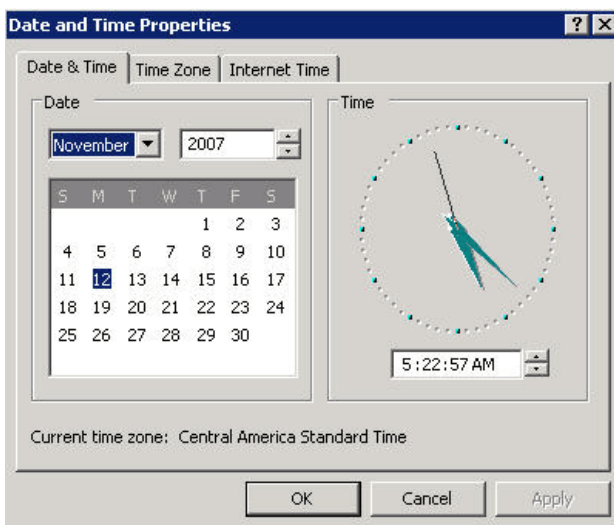 Date and Time Properties
Date & Time Time Zone Internet Time
Date
November 2007
S M T W T F S
1 2 3
4 5 6 7 8 9 10
11 12 13 14 15 16 17
18 19 20 21 22 23 24
25 26 27 28 29 30
Time
5:22:57 AM
Current time zone: Central America Standard Time
OK Cancel Apply